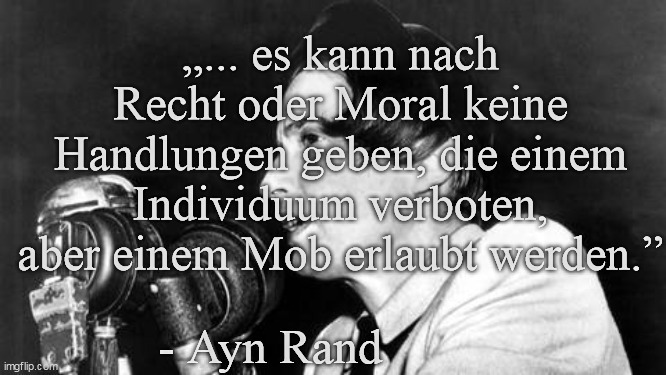 „... es kann nach
Recht oder Moral keine
Handlungen geben, die einem
Individuum verboten,
aber einem Mob erlaubt werden.”
- Ayn Rand
imgflip.com